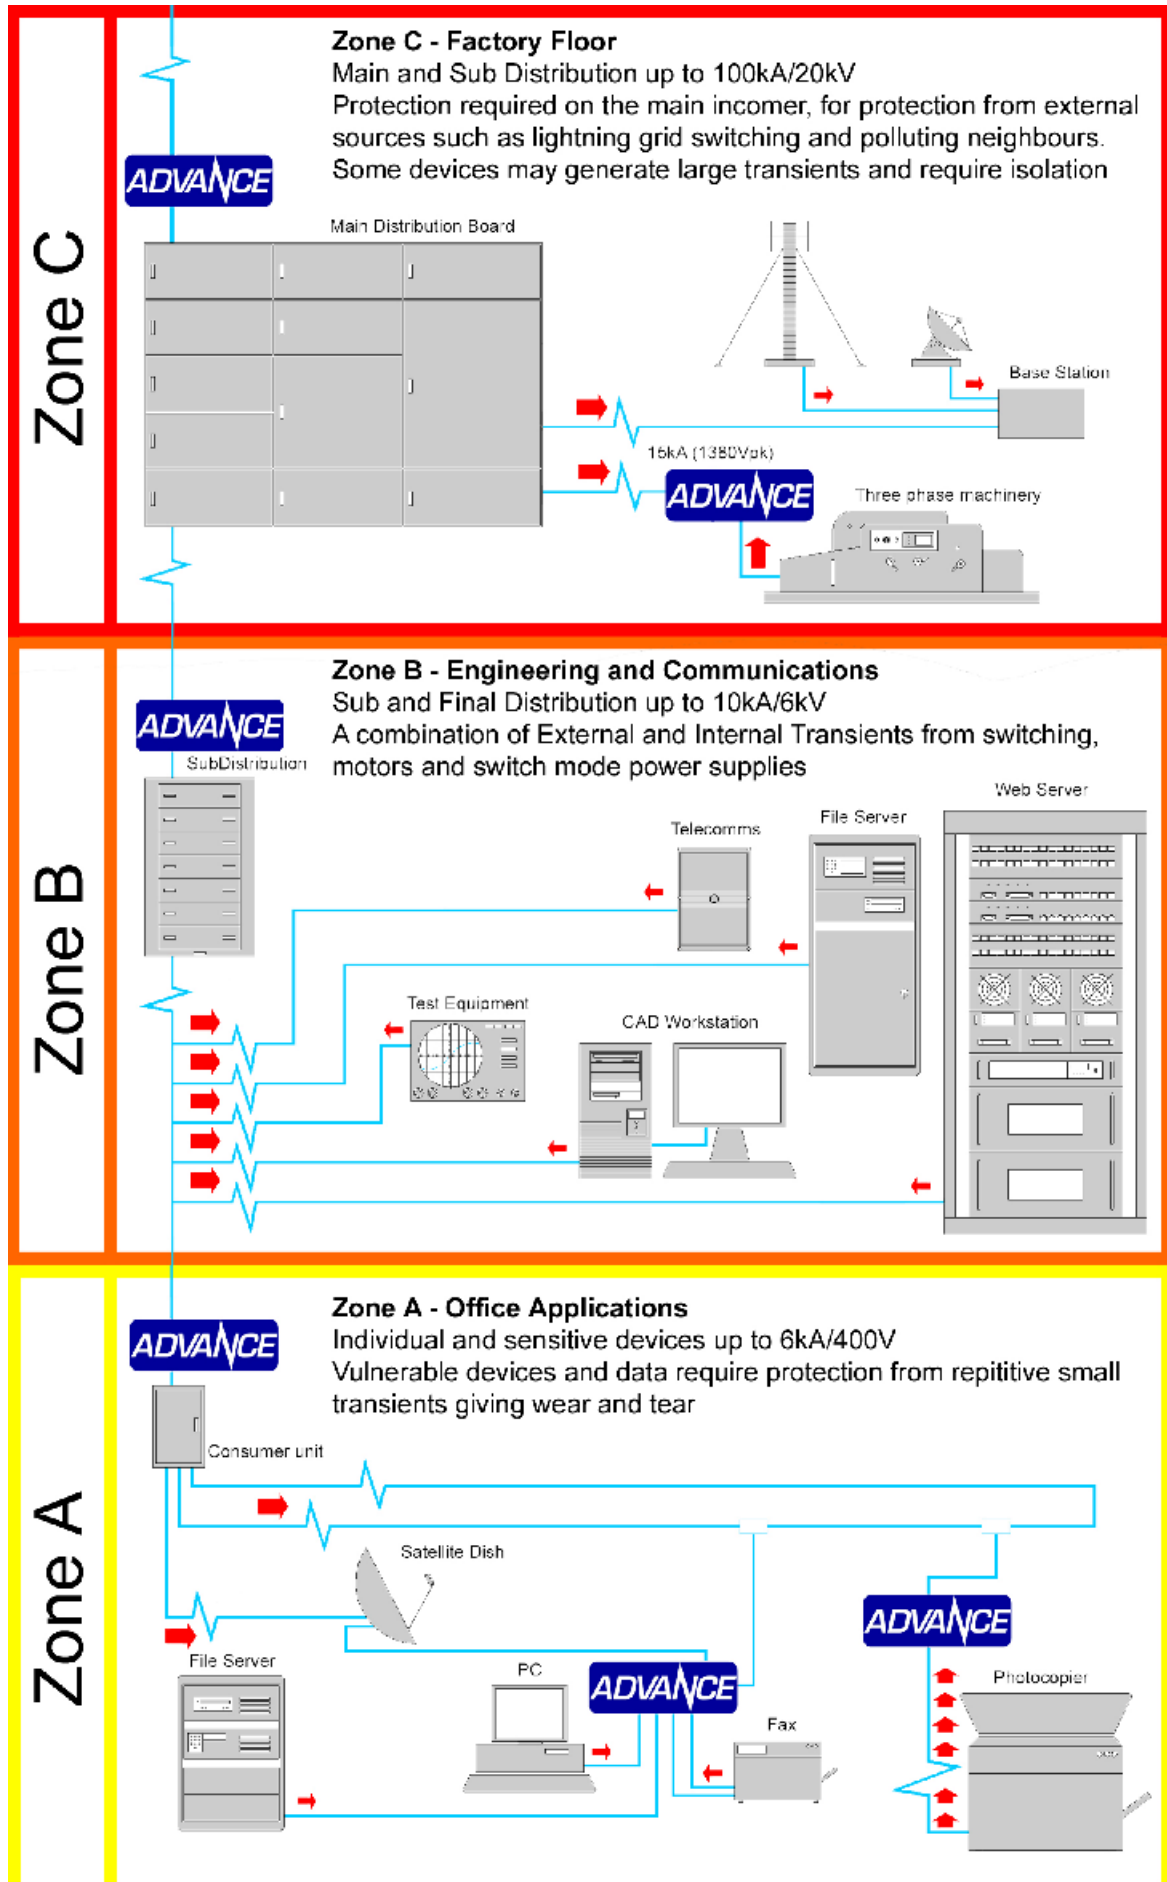 Zone C
Zone C - Factory Floor
Main and Sub Distribution up to 100kA/20kV
Protection required on the main incomer, for protection from external
sources such as lightning grid switching and polluting neighbours.
Some devices may generate large transients and require isolation
ADVANCE
Main Distribution Board
Base Station
15kA (1380Vpk)
ADVANCE
Three phase machinery
Zone B
Zone B - Engineering and Communications
Sub and Final Distribution up to 10kA/6kV
A combination of External and Internal Transients from switching,
motors and switch mode power supplies
ADVANCE
SubDistribution
Web Server
File Server
Telecomms
Test Equipment
CAD Workstation
Zone A
Zone A - Office Applications
Individual and sensitive devices up to 6kA/400V
Vulnerable devices and data require protection from repititive small
transients giving wear and tear
ADVANCE
Consumer unit
Satellite Dish
ADVANCE
File Server
PC
ADVANCE
Photocopier
Fax